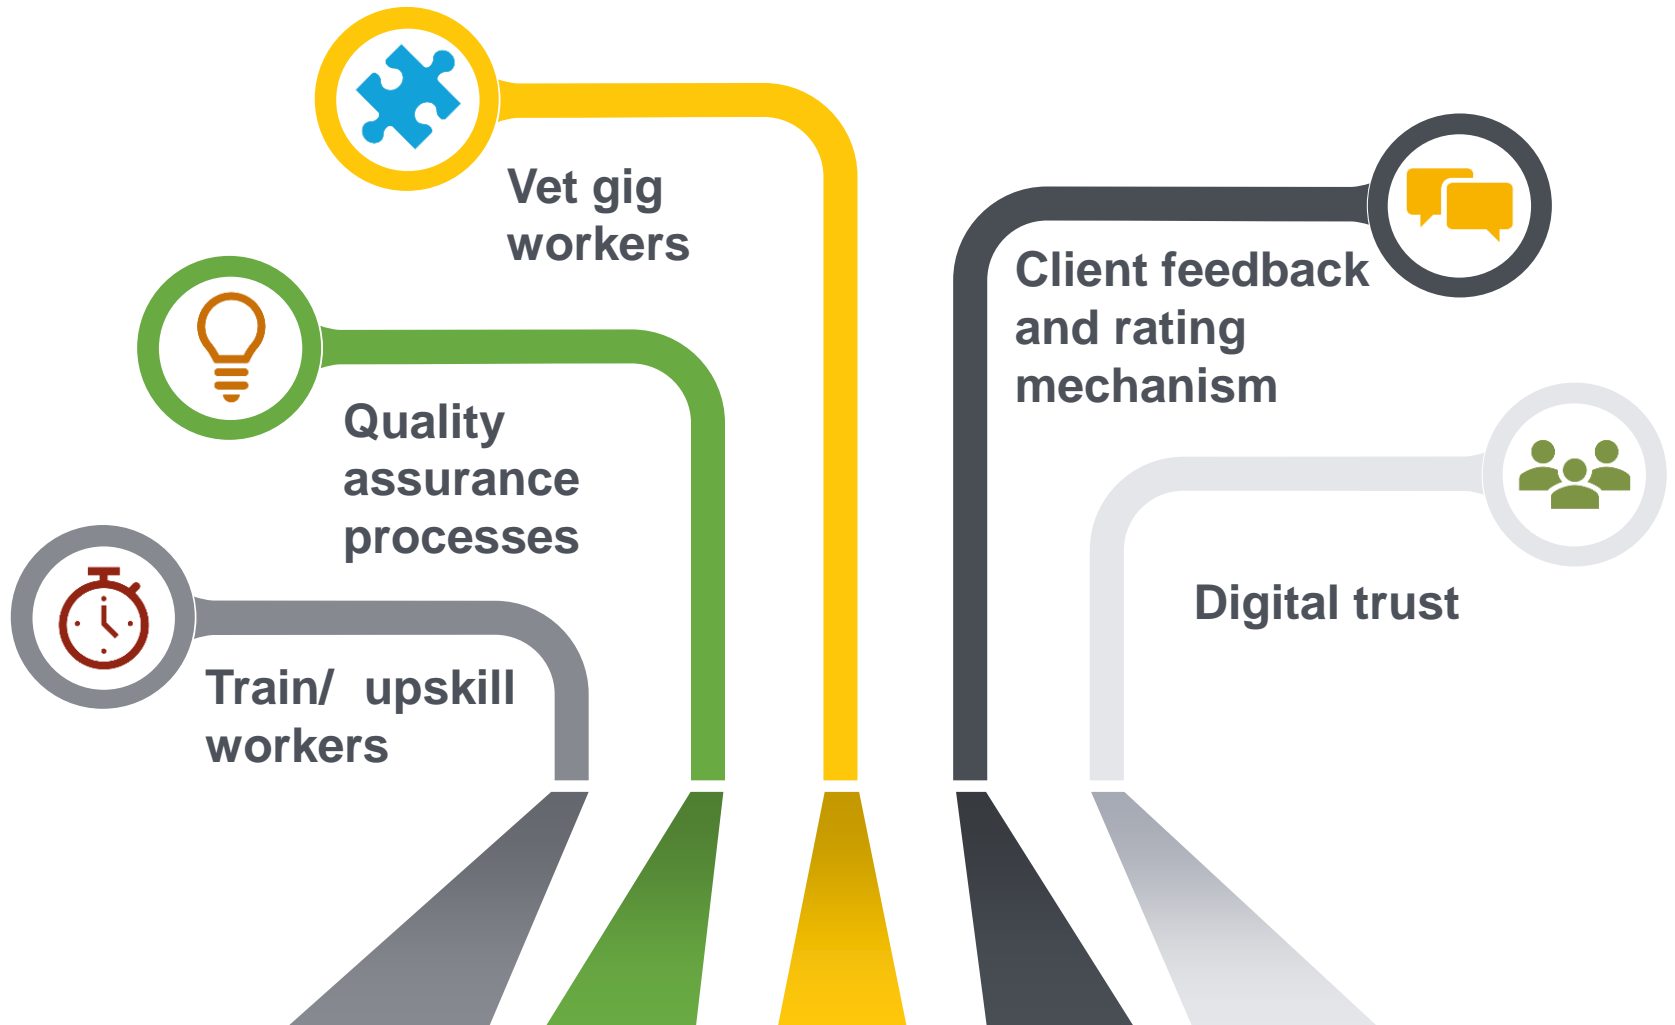 Vet gig
workers
Client feedback
and rating
mechanism
Quality
assurance
processes
Digital trust
Train/  upskill
workers